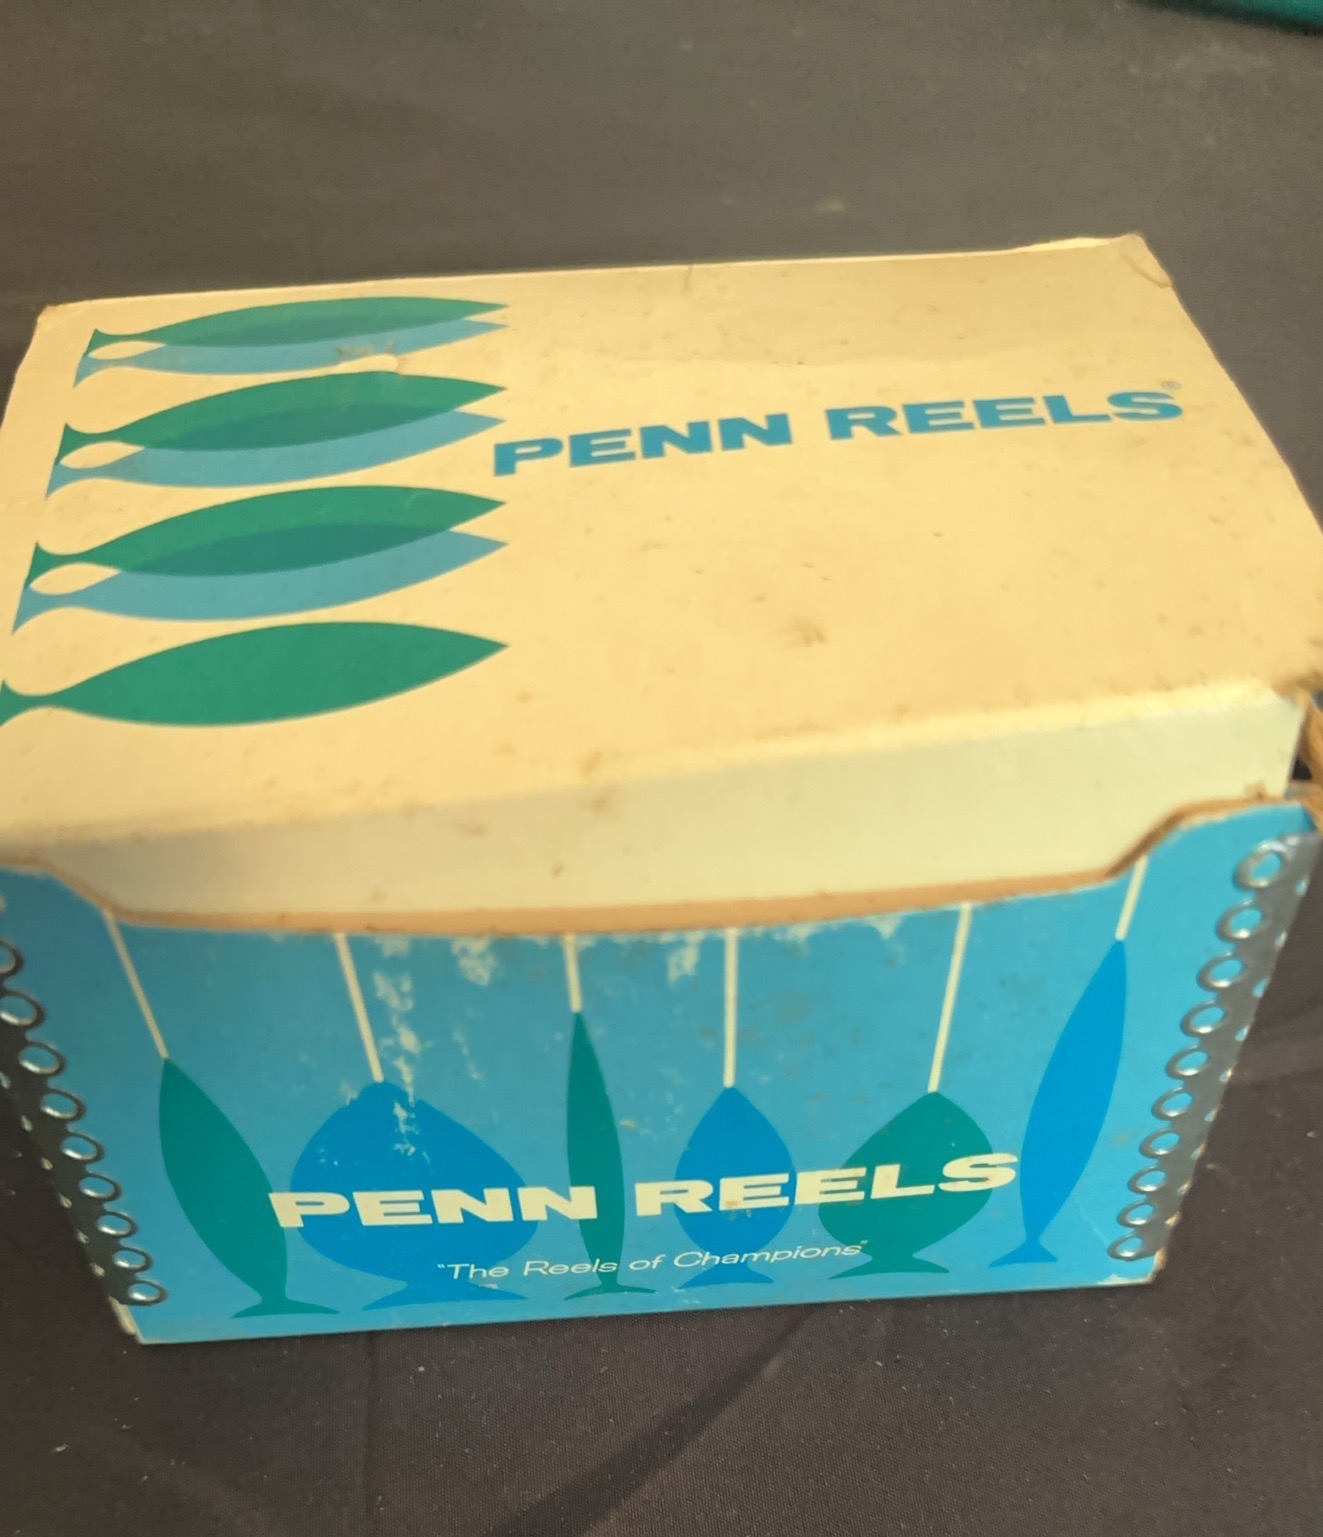 PENN REELS®
PENN REELS
"The Reels of Champions"